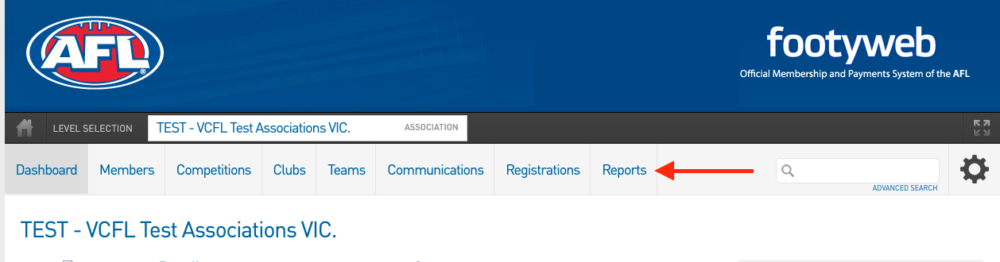 AFL
®
footyweb
Official Membership and Payments System of the AFL
LEVEL SELECTION TEST - VCFL Test Associations VIC. ASSOCIATION
Dashboard Members Competitions Clubs Teams Communications Registrations Reports
ADVANCED SEARCH
TEST - VCFL Test Associations VIC.